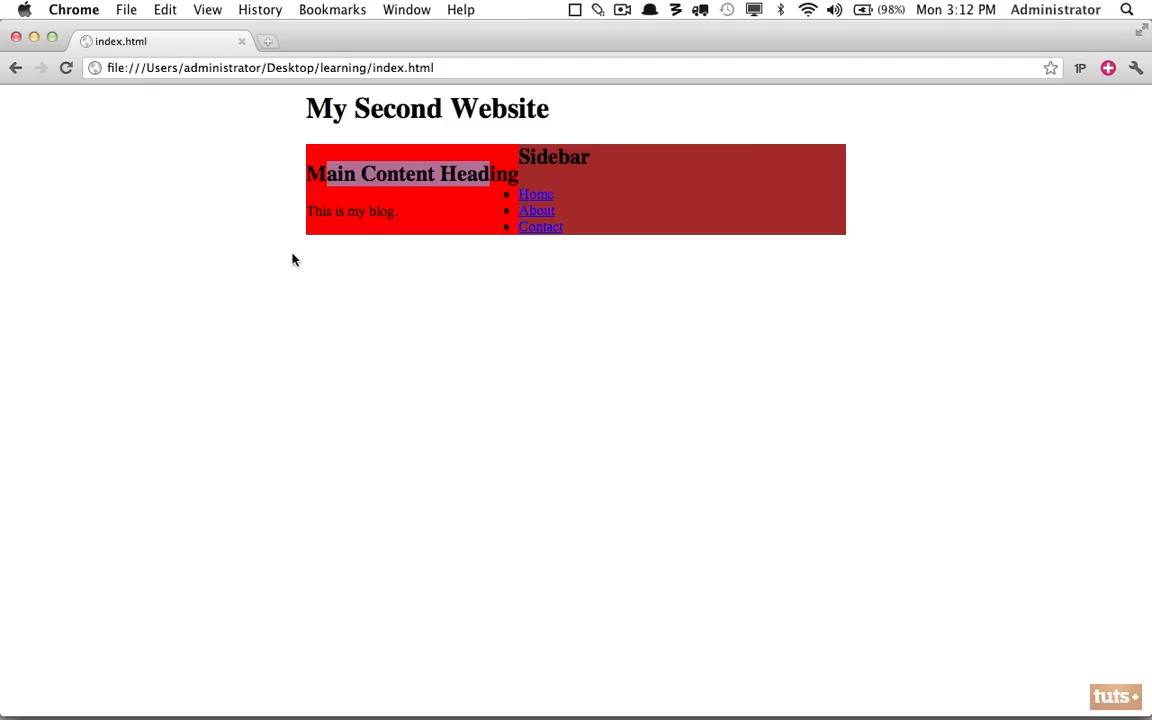 Chrome File Edit View History Bookmarks Window Help (98%) Mon 3:12 PM Administrator
index.html
file:///Users/administrator/Desktop/learning/index.html 1P
My Second Website
Sidebar
Main Content Heading
Home
This is my blog.
About
Contact
tuts+